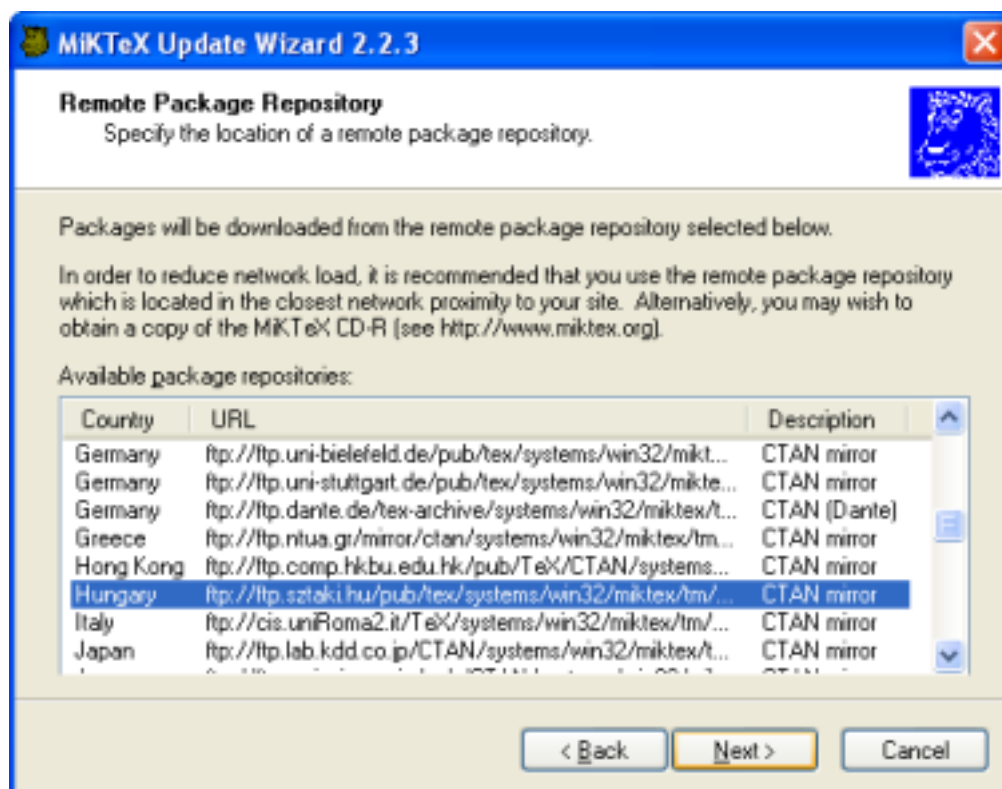 MiKTeX Update Wizard 2.2.3
Remote Package Repository
Specify the location of a remote package repository.
Packages will be downloaded from the remote package repository selected below.
In order to reduce network load, it is recommended that you use the remote package repository
which is located in the closest network proximity to your site. Alternatively, you may wish to
obtain a copy of the MiKTeX CD-R (see http://www.miktex.org).
Available package repositories:
Country URL Description
Germany ftp://ftp.uni-bielefeld.de/pub/tex/systems/win32/mikt... CTAN mirror
Germany ftp://ftp.uni-stuttgart.de/pub/tex/systems/win32/mikte... CTAN mirror
Germany ftp://ftp.dante.de/tex-archive/systems/win32/miktex/t... CTAN (Dante)
Greece ftp://ftp.ntua.gr/mirror/ctan/systems/win32/miktex/tm... CTAN mirror
Hong Kong ftp://ftp.comp.hkbu.edu.hk/pub/TeX/CTAN/systems... CTAN mirror
Hungary ftp://ftp.sztaki.hu/pub/tex/systems/win32/miktex/tm/... CTAN mirror
Italy ftp://cis.uniRoma2.it/TeX/systems/win32/miktex/tm/... CTAN mirror
Japan ftp://ftp.lab.kdd.co.jp/CTAN/systems/win32/miktex/t... CTAN mirror
< Back Next > Cancel